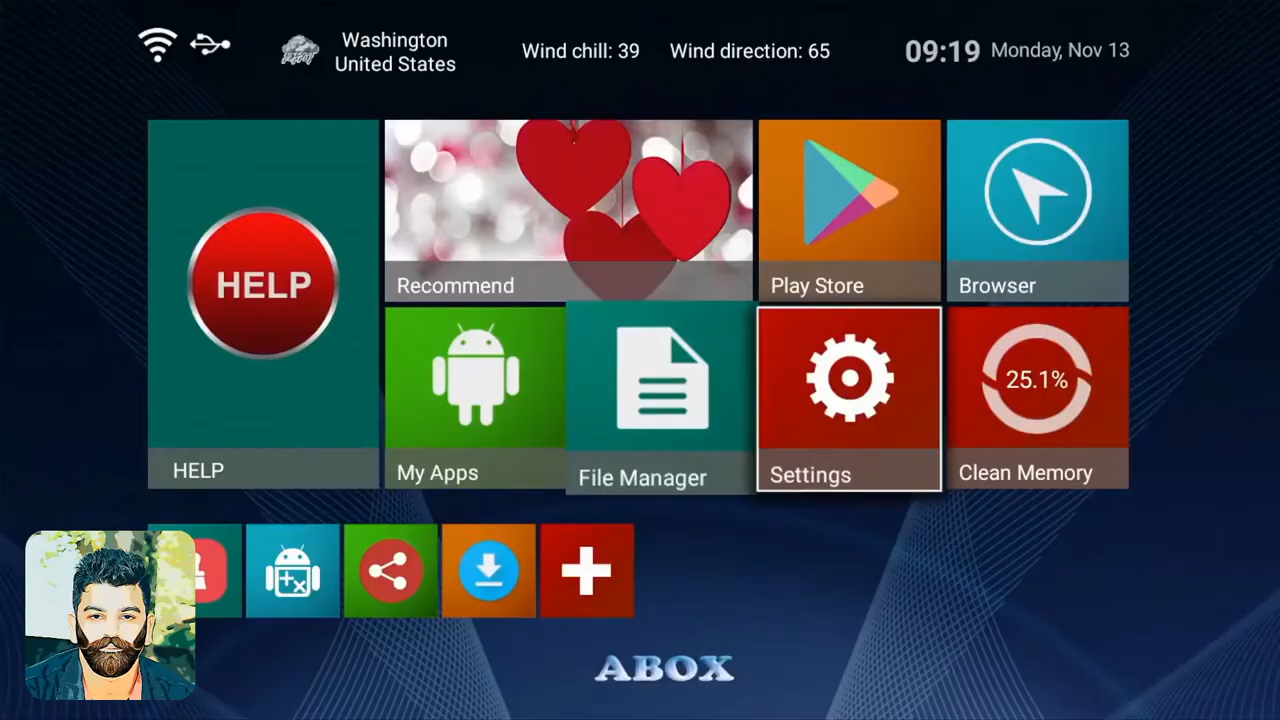 Washington
United States
Wind chill: 39
Wind direction: 65
09:19 Monday, Nov 13
HELP
HELP
Recommend
Play Store
Browser
My Apps
File Manager
Settings
25.1%
Clean Memory
ABOX